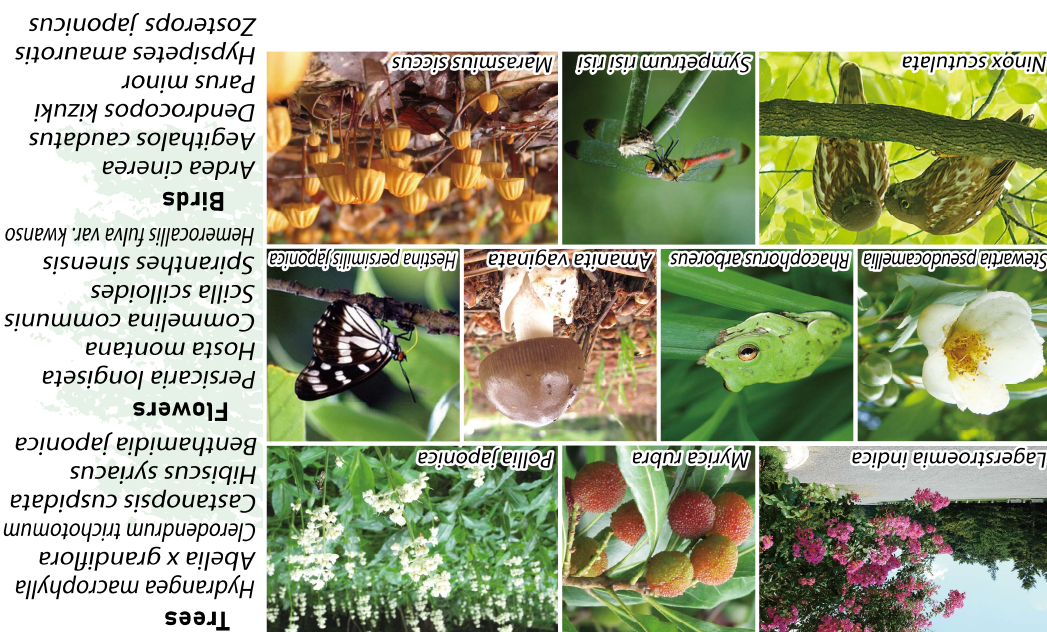 Trees
Hydrangea macrophylla
Abelia x grandiflora
Clerodendrum trichotomum
Castanopsis cuspidata
Hibiscus syriacus
Benthamidia japonica
Flowers
Persicaria longiseta
Hosta montana
Commelina communis
Scilla scilloides
Spiranthes sinensis
Hemerocallis fulva var. kwanso
Birds
Ardea cinerea
Aegithalos caudatus
Dendrocopos kizuki
Parus minor
Hypsipetes amaurotis
Zosterops japonicus
Lagerstroemia indica
Myrica rubra
Pollia japonica
Stewartia pseudocamellia
Rhacophorus arboreus
Amanita vaginata
Hestina persimilis japonica
Ninox scutulata
Sympetrum risi risi
Marasmius siccus